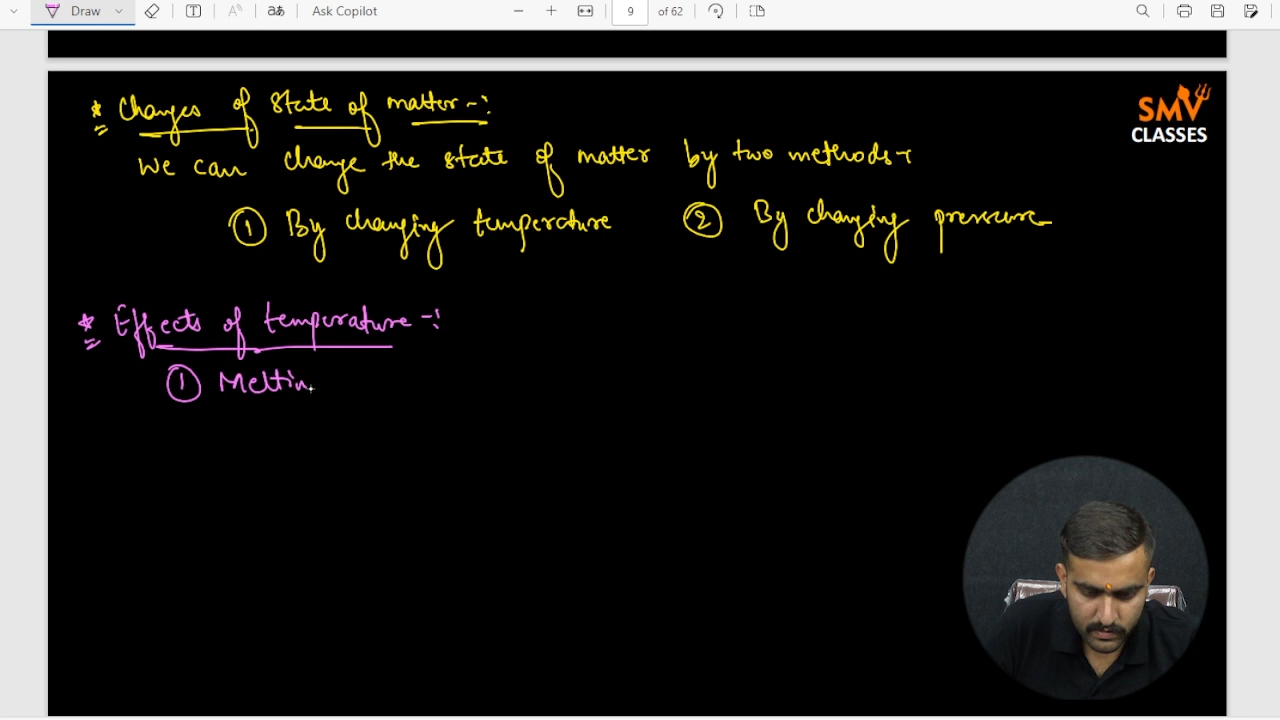 Draw Ask Copilot 9 of 62
* Changes of state of matter -:
SMV
CLASSES
We can change the state of matter by two methods -
① By changing temperature ② By changing pressure
* Effects of temperature -:
① Meltin